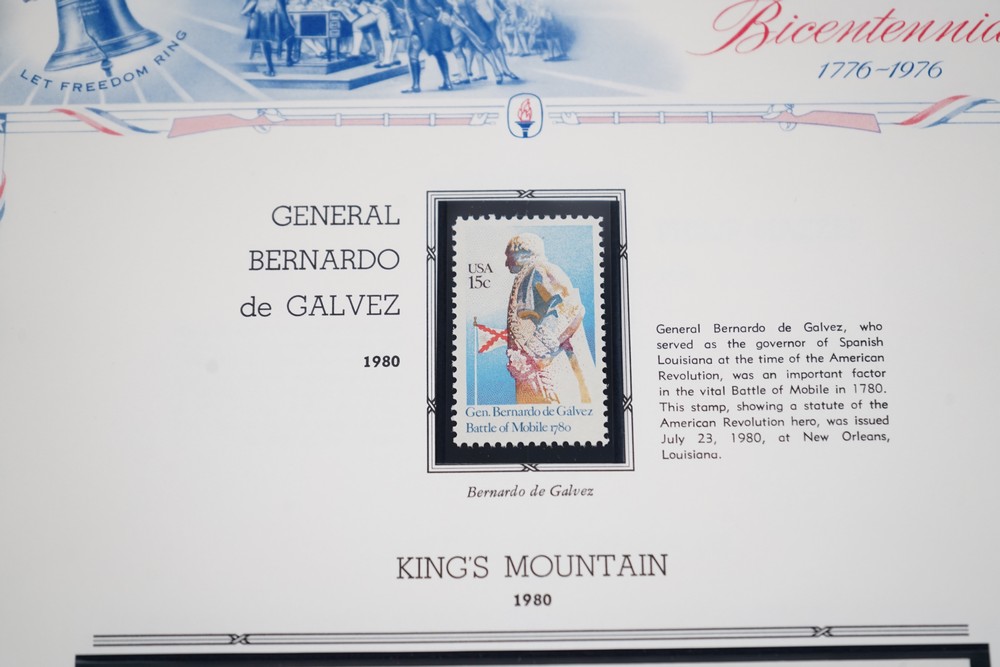 LET FREEDOM RING
Bicentennia
1776-1976
GENERAL
BERNARDO
de GALVEZ
1980
USA
15c
Gen. Bernardo de Gálvez
Battle of Mobile 1780
Bernardo de Galvez
General Bernardo de Galvez, who
served as the governor of Spanish
Louisiana at the time of the American
Revolution, was an important factor
in the vital Battle of Mobile in 1780.
This stamp, showing a statute of the
American Revolution hero, was issued
July 23, 1980, at New Orleans,
Louisiana.
KING'S MOUNTAIN
1980